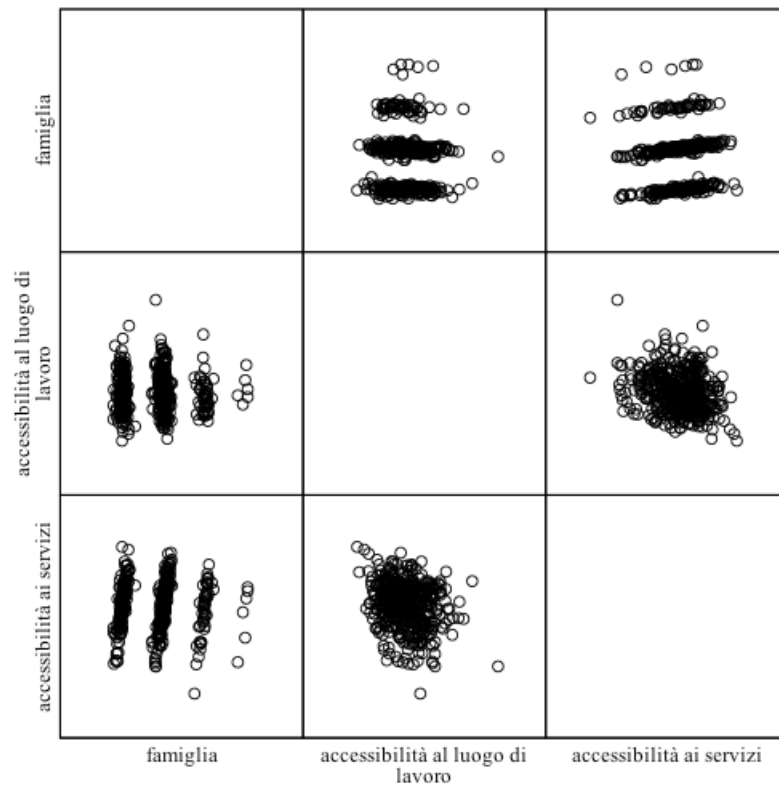 famiglia
accessibilità al luogo di
lavoro
accessibilità ai servizi
famiglia
accessibilità al luogo di
lavoro
accessibilità ai servizi